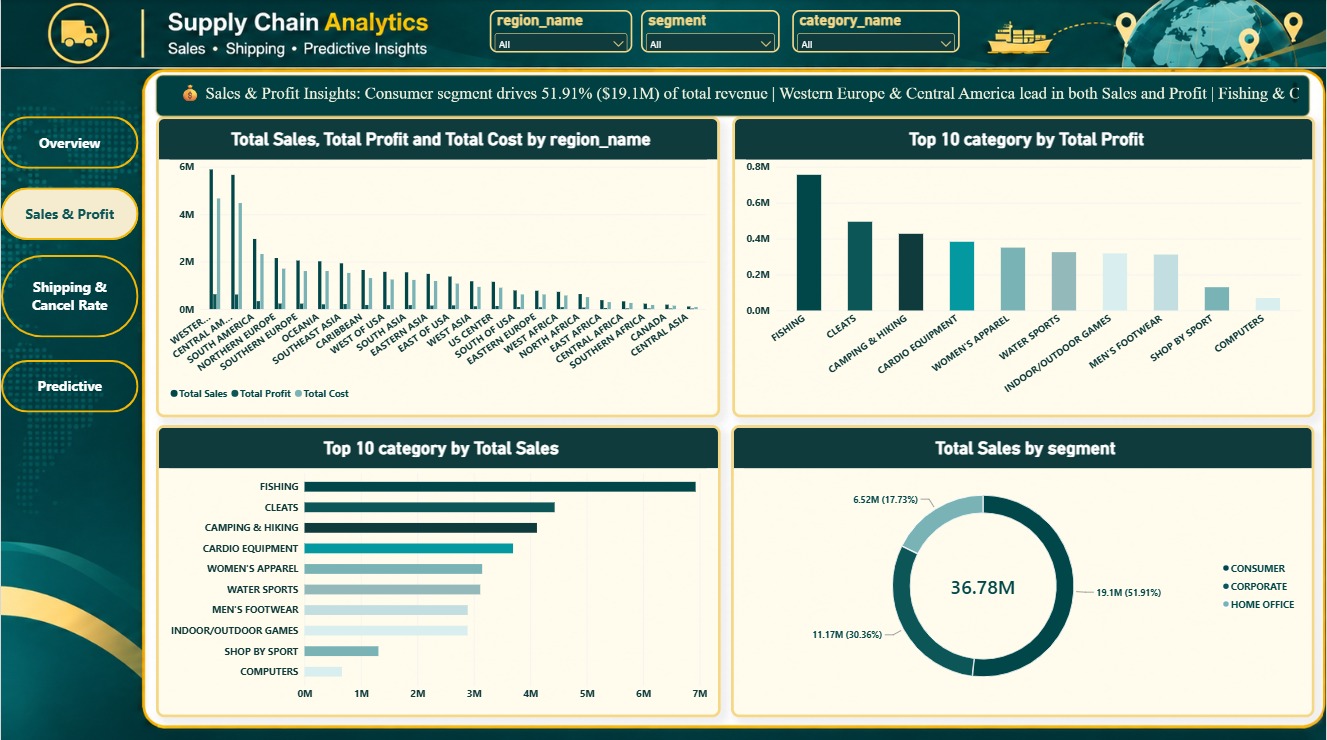 Supply Chain Analytics
Sales • Shipping • Predictive Insights
region_name
All
segment
All
category_name
All
Overview
Sales & Profit
Shipping &
Cancel Rate
Predictive
Sales & Profit Insights: Consumer segment drives 51.91% ($19.1M) of total revenue | Western Europe & Central America lead in both Sales and Profit | Fishing & C
Total Sales, Total Profit and Total Cost by region_name
6M
4M
2M
0M
WESTER...
CENTRAL AM...
SOUTH AMERICA
NORTHERN EUROPE
SOUTHERN EUROPE
OCEANIA
SOUTHEAST ASIA
CARIBBEAN
WEST OF USA
SOUTH ASIA
EASTERN ASIA
EAST OF USA
WEST ASIA
US CENTER
SOUTH OF USA
EASTERN EUROPE
WEST AFRICA
NORTH AFRICA
EAST AFRICA
CENTRAL AFRICA
SOUTHERN AFRICA
CANADA
CENTRAL ASIA
Total Sales Total Profit Total Cost
Top 10 category by Total Profit
0.8M
0.6M
0.4M
0.2M
0.0M
FISHING
CLEATS
CAMPING & HIKING
CARDIO EQUIPMENT
WOMEN'S APPAREL
WATER SPORTS
INDOOR/OUTDOOR GAMES
MEN'S FOOTWEAR
SHOP BY SPORT
COMPUTERS
Top 10 category by Total Sales
FISHING
CLEATS
CAMPING & HIKING
CARDIO EQUIPMENT
WOMEN'S APPAREL
WATER SPORTS
MEN'S FOOTWEAR
INDOOR/OUTDOOR GAMES
SHOP BY SPORT
COMPUTERS
0M 1M 2M 3M 4M 5M 6M 7M
Total Sales by segment
6.52M (17.73%)
36.78M
19.1M (51.91%)
11.17M (30.36%)
CONSUMER
CORPORATE
HOME OFFICE